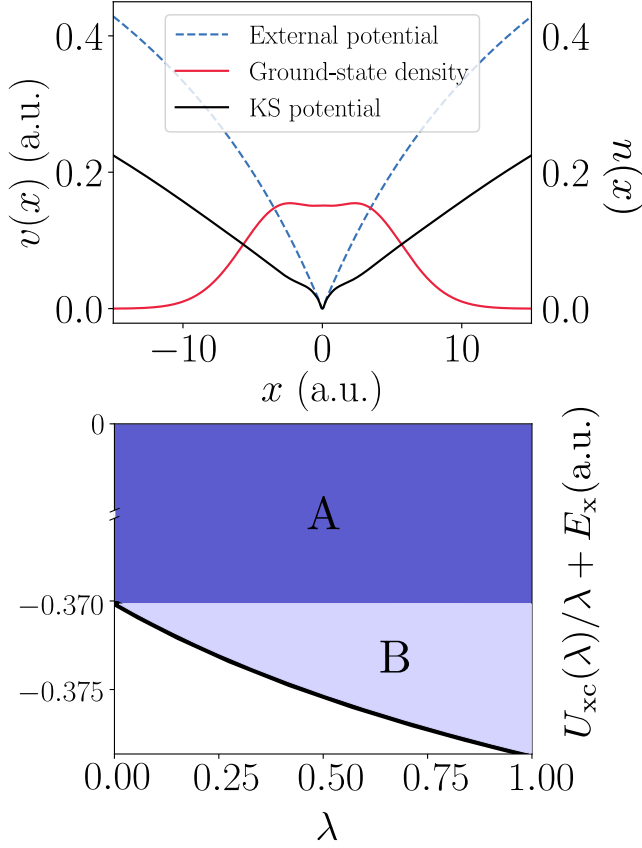 0.4
0.2
0.0
v(x) (a.u.)
External potential
Ground-state density
KS potential
0.4
0.2
0.0
n(x)
−10
0
10
x (a.u.)
0
−0.370
−0.375
A
B
U_xc(λ)/λ + E_x(a.u.)
0.00
0.25
0.50
0.75
1.00
λ